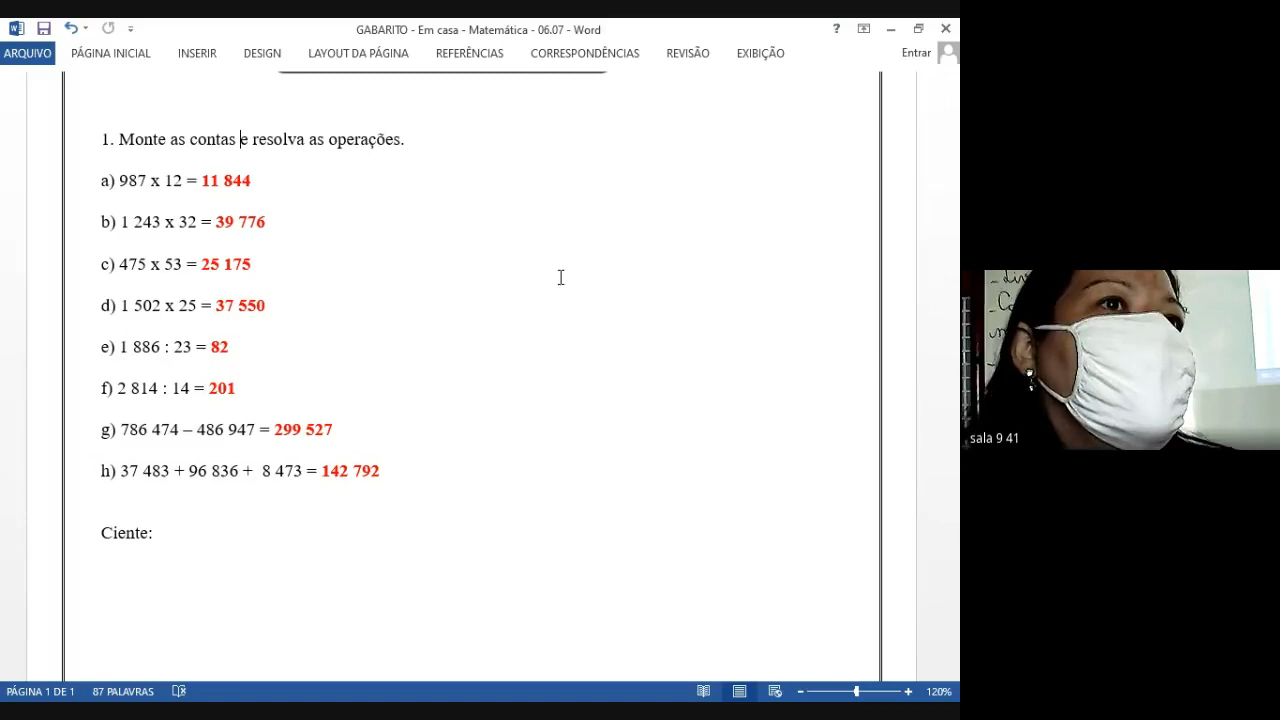 GABARITO - Em casa - Matemática - 06.07 - Word
ARQUIVO PÁGINA INICIAL INSERIR DESIGN LAYOUT DA PÁGINA REFERÊNCIAS CORRESPONDÊNCIAS REVISÃO EXIBIÇÃO Entrar
1. Monte as contas e resolva as operações.
a) 987 x 12 = 11 844
b) 1 243 x 32 = 39 776
c) 475 x 53 = 25 175
d) 1 502 x 25 = 37 550
e) 1 886 : 23 = 82
f) 2 814 : 14 = 201
g) 786 474 – 486 947 = 299 527
h) 37 483 + 96 836 + 8 473 = 142 792
Ciente:
sala 9 41
PÁGINA 1 DE 1 87 PALAVRAS 120%